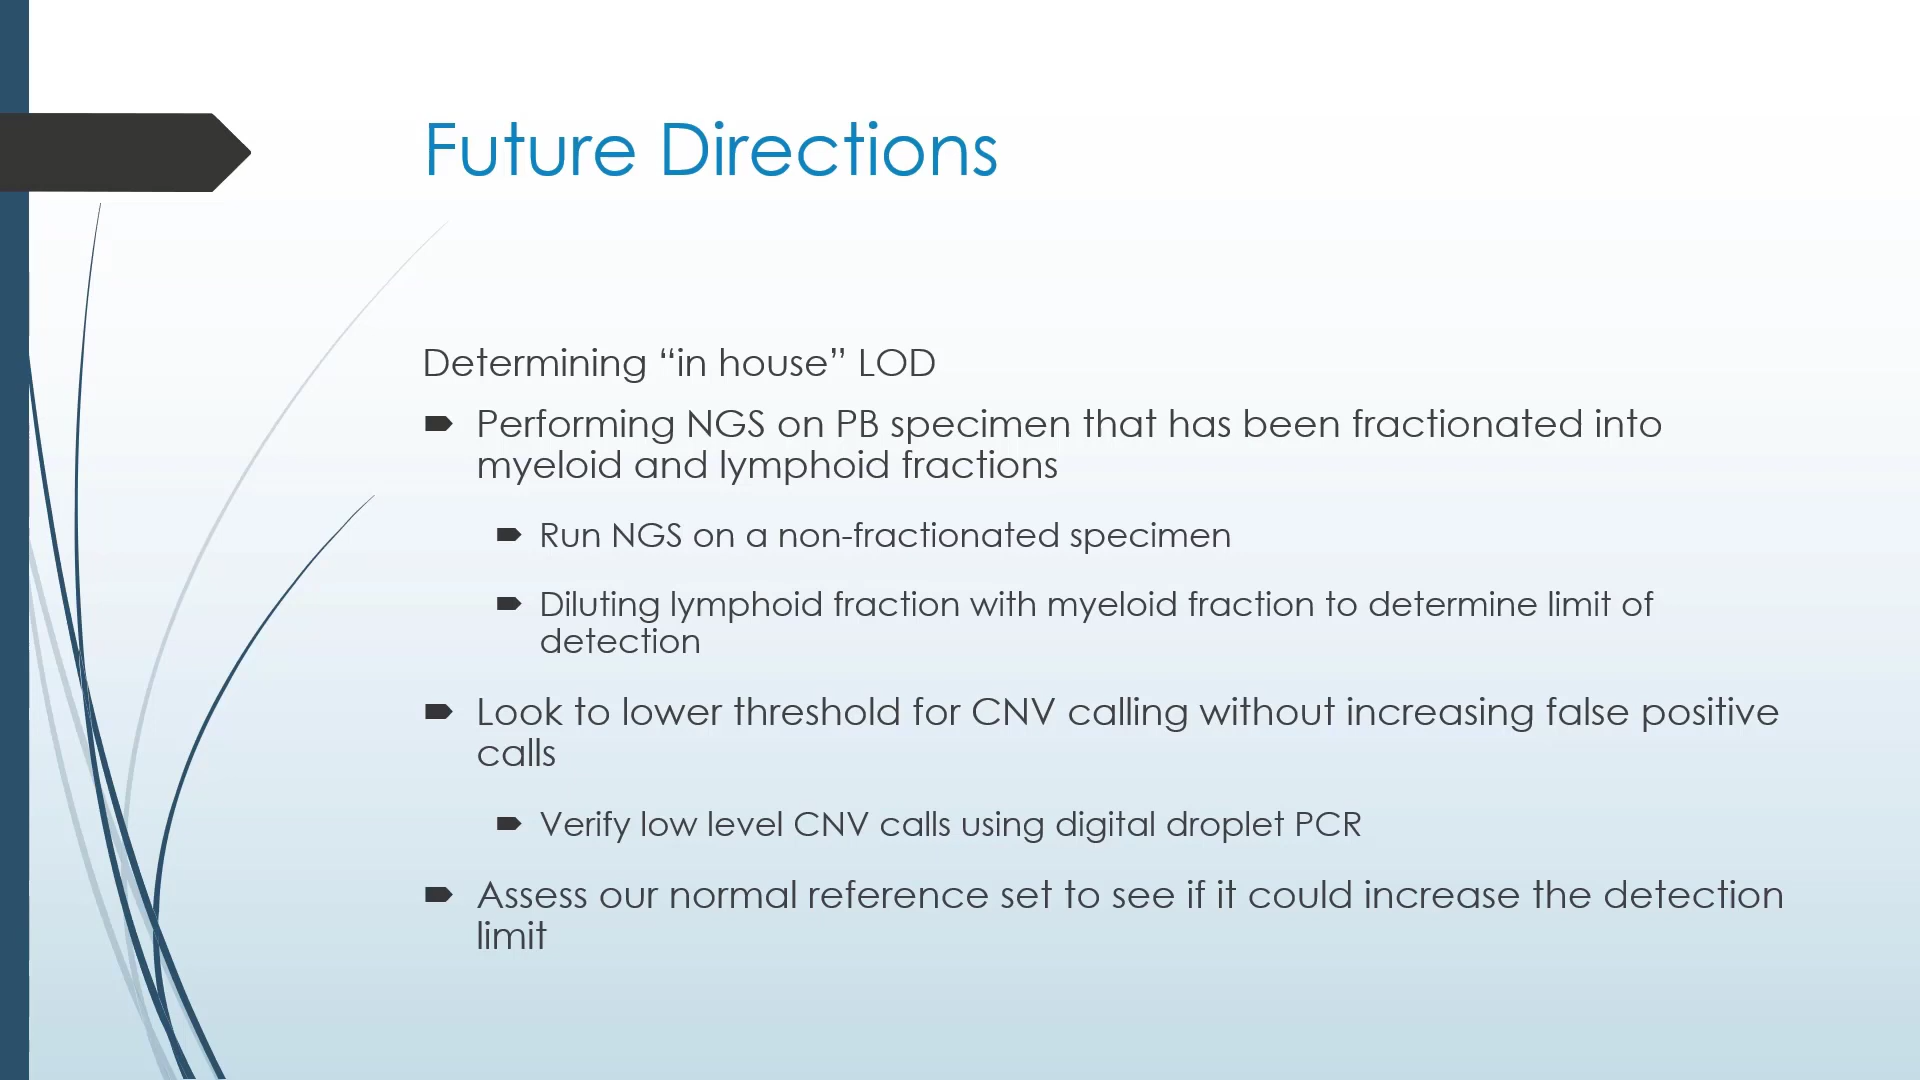 Future Directions
Determining “in house” LOD
Performing NGS on PB specimen that has been fractionated into
myeloid and lymphoid fractions
Run NGS on a non-fractionated specimen
Diluting lymphoid fraction with myeloid fraction to determine limit of
detection
Look to lower threshold for CNV calling without increasing false positive
calls
Verify low level CNV calls using digital droplet PCR
Assess our normal reference set to see if it could increase the detection
limit